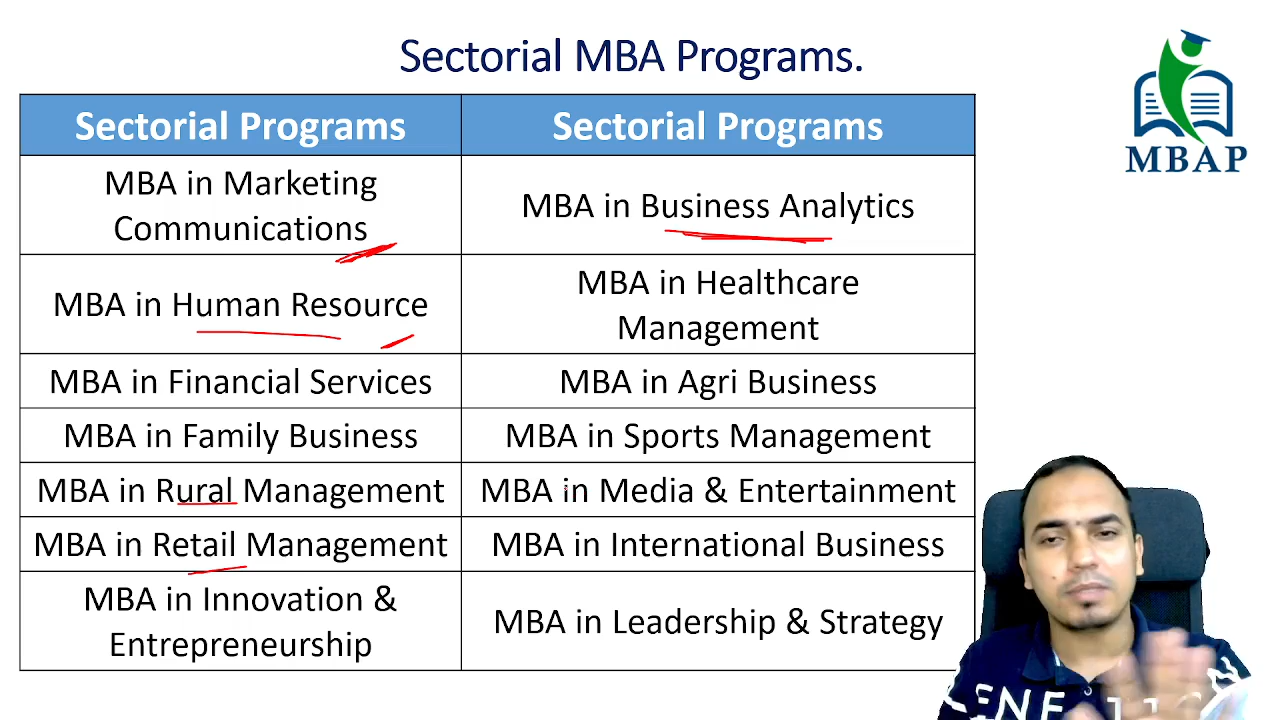 Sectorial MBA Programs.
MBAP
Sectorial Programs
Sectorial Programs
MBA in Marketing
Communications
MBA in Business Analytics
MBA in Human Resource
MBA in Healthcare
Management
MBA in Financial Services
MBA in Agri Business
MBA in Family Business
MBA in Sports Management
MBA in Rural Management
MBA in Media & Entertainment
MBA in Retail Management
MBA in International Business
MBA in Innovation &
Entrepreneurship
MBA in Leadership & Strategy